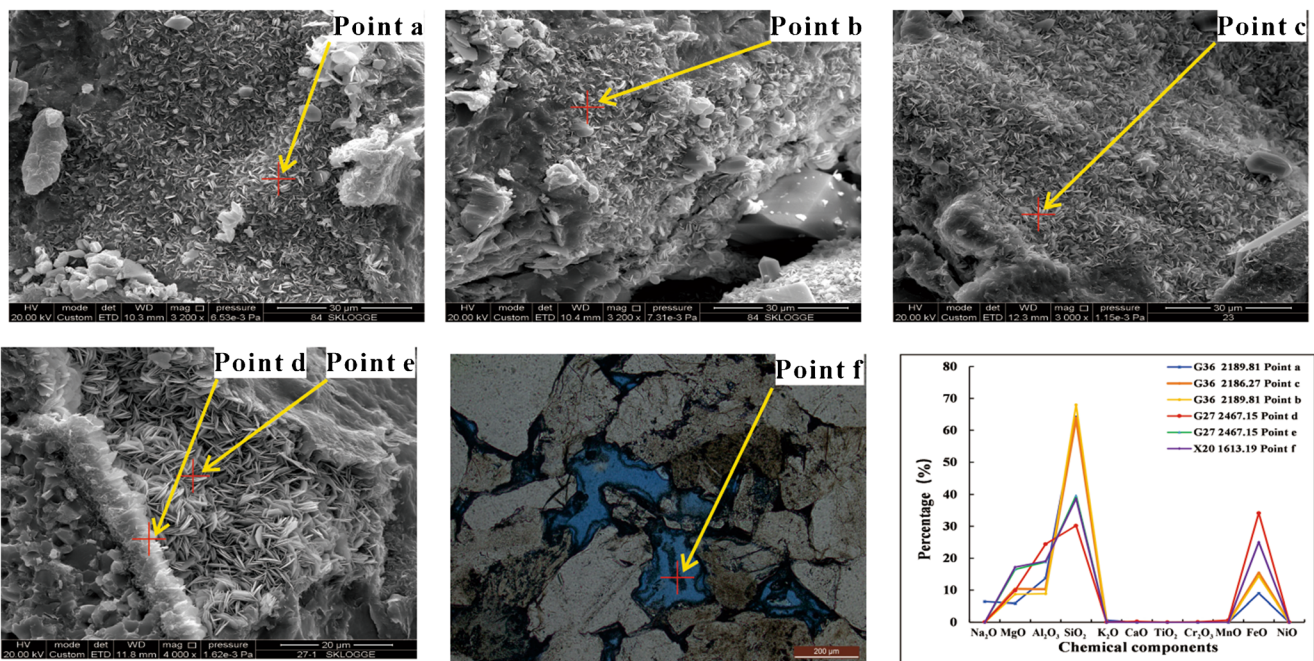 Point a
HV mode det WD mag □ pressure 30 µm
20.00 kV Custom ETD 10.3 mm 3 200 x 6.53e-3 Pa 84 SKLOGGE
Point b
HV mode det WD mag □ pressure 30 µm
20.00 kV Custom ETD 10.4 mm 3 200 x 7.31e-3 Pa 84 SKLOGGE
Point c
HV mode det WD mag □ pressure 30 µm
20.00 kV Custom ETD 12.3 mm 3 000 x 1.15e-3 Pa 23
Point d Point e
HV mode det WD mag □ pressure 20 µm
20.00 kV Custom ETD 11.8 mm 4 000 x 1.62e-3 Pa 27-1 SKLOGGE
Point f
200 µm
Percentage (%)
80
70
60
50
40
30
20
10
0
G36 2189.81 Point a
G36 2186.27 Point c
G36 2189.81 Point b
G27 2467.15 Point d
G27 2467.15 Point e
X20 1613.19 Point f
Na₂O MgO Al₂O₃ SiO₂ K₂O CaO TiO₂ Cr₂O₃ MnO FeO NiO
Chemical components